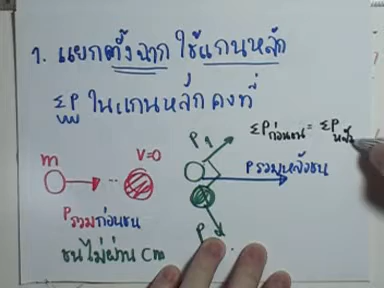 1. แยกตั้งฉาก ใช้แกนหลัก
ΣP ในแกนหลัก คงที่
P 1
ΣP ก่อนชน = ΣP หลัง
m
V=0
P รวมหลังชน
P รวมก่อนชน
P
ชนไม่ผ่าน Cm